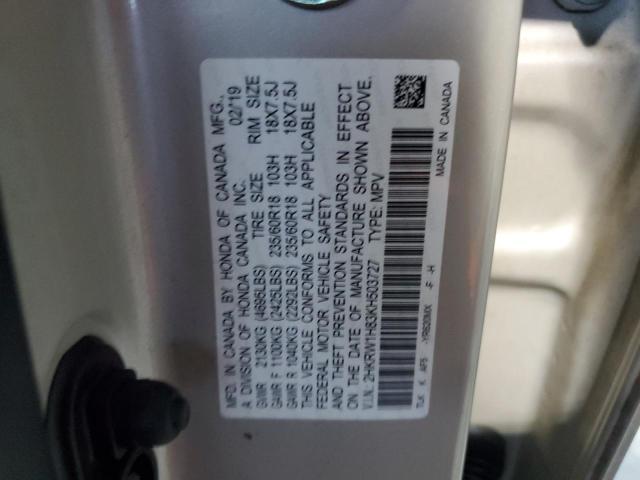 MFD. IN CANADA BY HONDA OF CANADA MFG.,
A DIVISION OF HONDA CANADA INC. 02/19
TIRE SIZE RIM SIZE
GVWR 2130KG (4695LBS)
GAWR F 1100KG (2425LBS) 235/60R18 103H 18X7.5J
GAWR R 1040KG (2292LBS) 235/60R18 103H 18X7.5J
THIS VEHICLE CONFORMS TO ALL APPLICABLE
FEDERAL MOTOR VEHICLE SAFETY
AND THEFT PREVENTION STANDARDS IN EFFECT
ON THE DATE OF MANUFACTURE SHOWN ABOVE.
V.I.N.: 2HKRW1H83KH503727 TYPE: MPV
TLK K AP5 -YR620MX -F -H
MADE IN CANADA